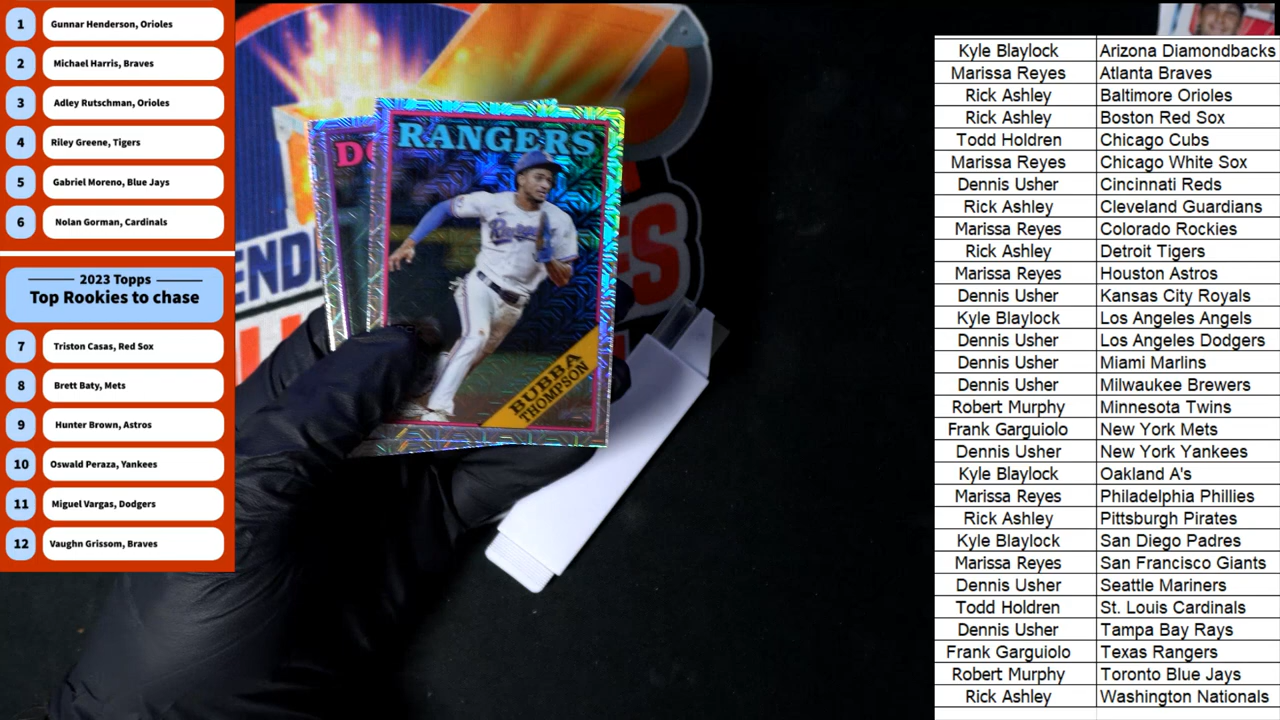 1 Gunnar Henderson, Orioles
2 Michael Harris, Braves
3 Adley Rutschman, Orioles
4 Riley Greene, Tigers
5 Gabriel Moreno, Blue Jays
6 Nolan Gorman, Cardinals
2023 Topps
Top Rookies to chase
7 Triston Casas, Red Sox
8 Brett Baty, Mets
9 Hunter Brown, Astros
10 Oswald Peraza, Yankees
11 Miguel Vargas, Dodgers
12 Vaughn Grissom, Braves
RANGERS
Rangers
BUBBA
THOMPSON
Kyle Blaylock Arizona Diamondbacks
Marissa Reyes Atlanta Braves
Rick Ashley Baltimore Orioles
Rick Ashley Boston Red Sox
Todd Holdren Chicago Cubs
Marissa Reyes Chicago White Sox
Dennis Usher Cincinnati Reds
Rick Ashley Cleveland Guardians
Marissa Reyes Colorado Rockies
Rick Ashley Detroit Tigers
Marissa Reyes Houston Astros
Dennis Usher Kansas City Royals
Kyle Blaylock Los Angeles Angels
Dennis Usher Los Angeles Dodgers
Dennis Usher Miami Marlins
Dennis Usher Milwaukee Brewers
Robert Murphy Minnesota Twins
Frank Garguiolo New York Mets
Dennis Usher New York Yankees
Kyle Blaylock Oakland A's
Marissa Reyes Philadelphia Phillies
Rick Ashley Pittsburgh Pirates
Kyle Blaylock San Diego Padres
Marissa Reyes San Francisco Giants
Dennis Usher Seattle Mariners
Todd Holdren St. Louis Cardinals
Dennis Usher Tampa Bay Rays
Frank Garguiolo Texas Rangers
Robert Murphy Toronto Blue Jays
Rick Ashley Washington Nationals